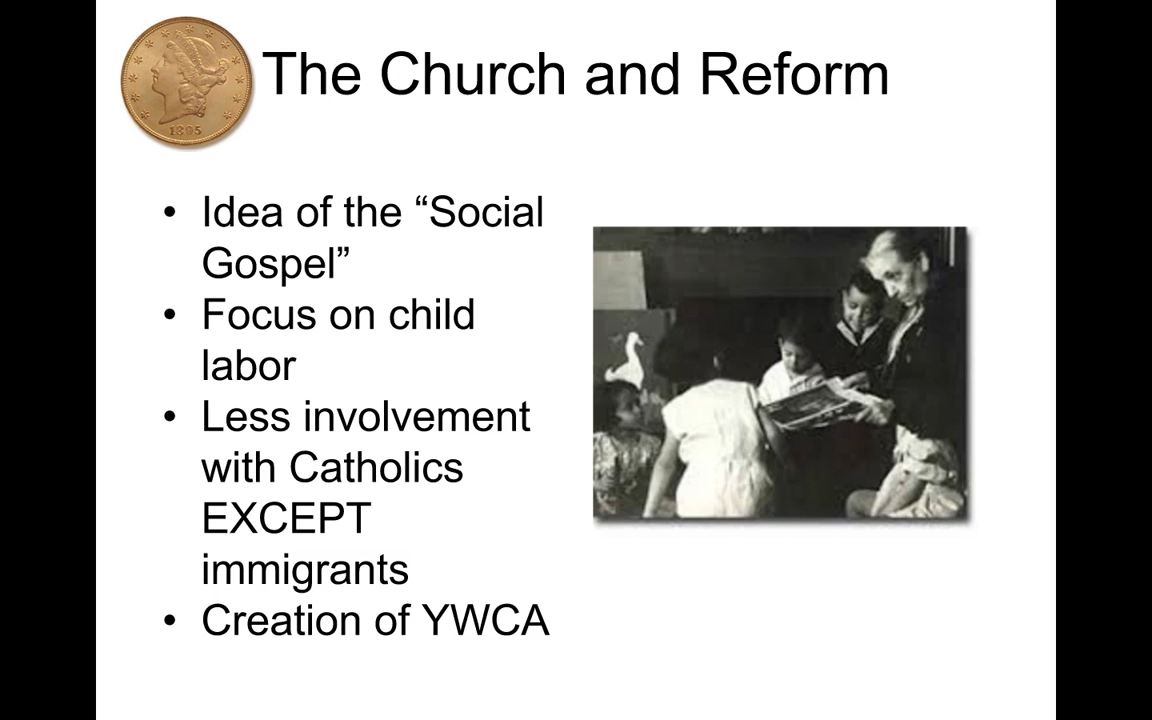 The Church and Reform
1895
• Idea of the “Social
Gospel”
• Focus on child
labor
• Less involvement
with Catholics
EXCEPT
immigrants
• Creation of YWCA